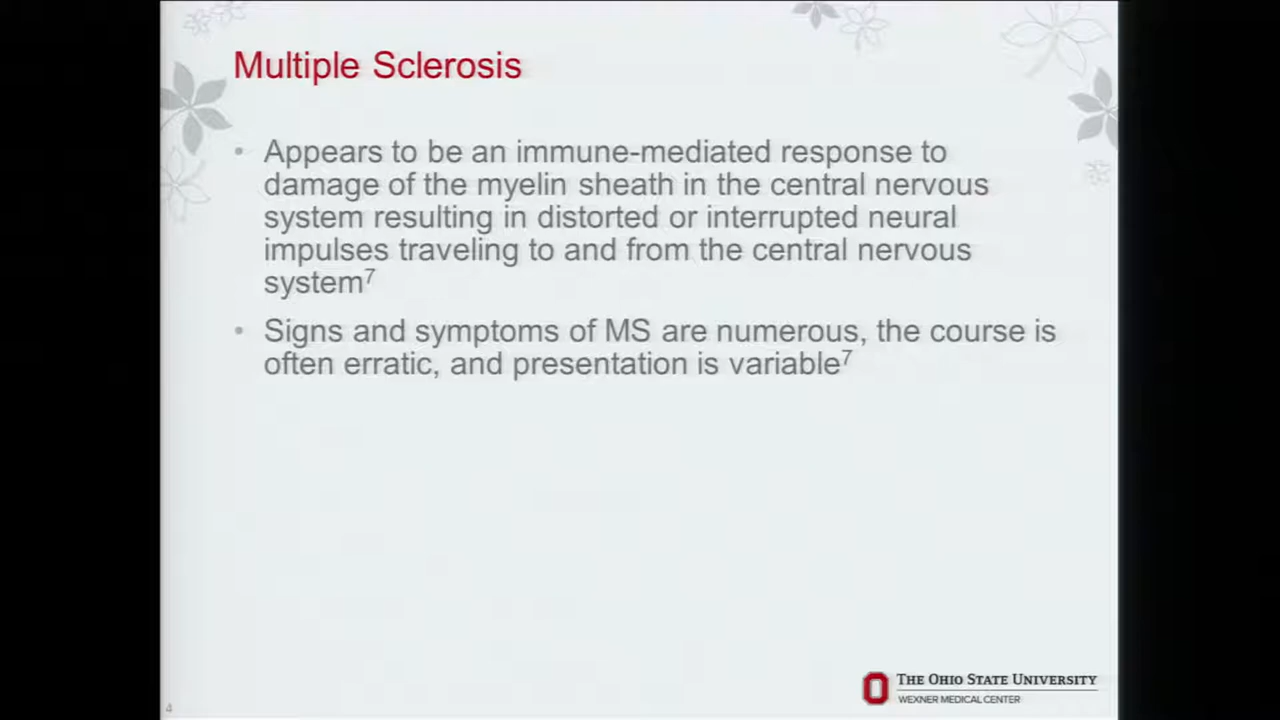 Multiple Sclerosis
• Appears to be an immune-mediated response to
damage of the myelin sheath in the central nervous
system resulting in distorted or interrupted neural
impulses traveling to and from the central nervous
system⁷
• Signs and symptoms of MS are numerous, the course is
often erratic, and presentation is variable⁷
THE OHIO STATE UNIVERSITY
WEXNER MEDICAL CENTER
4